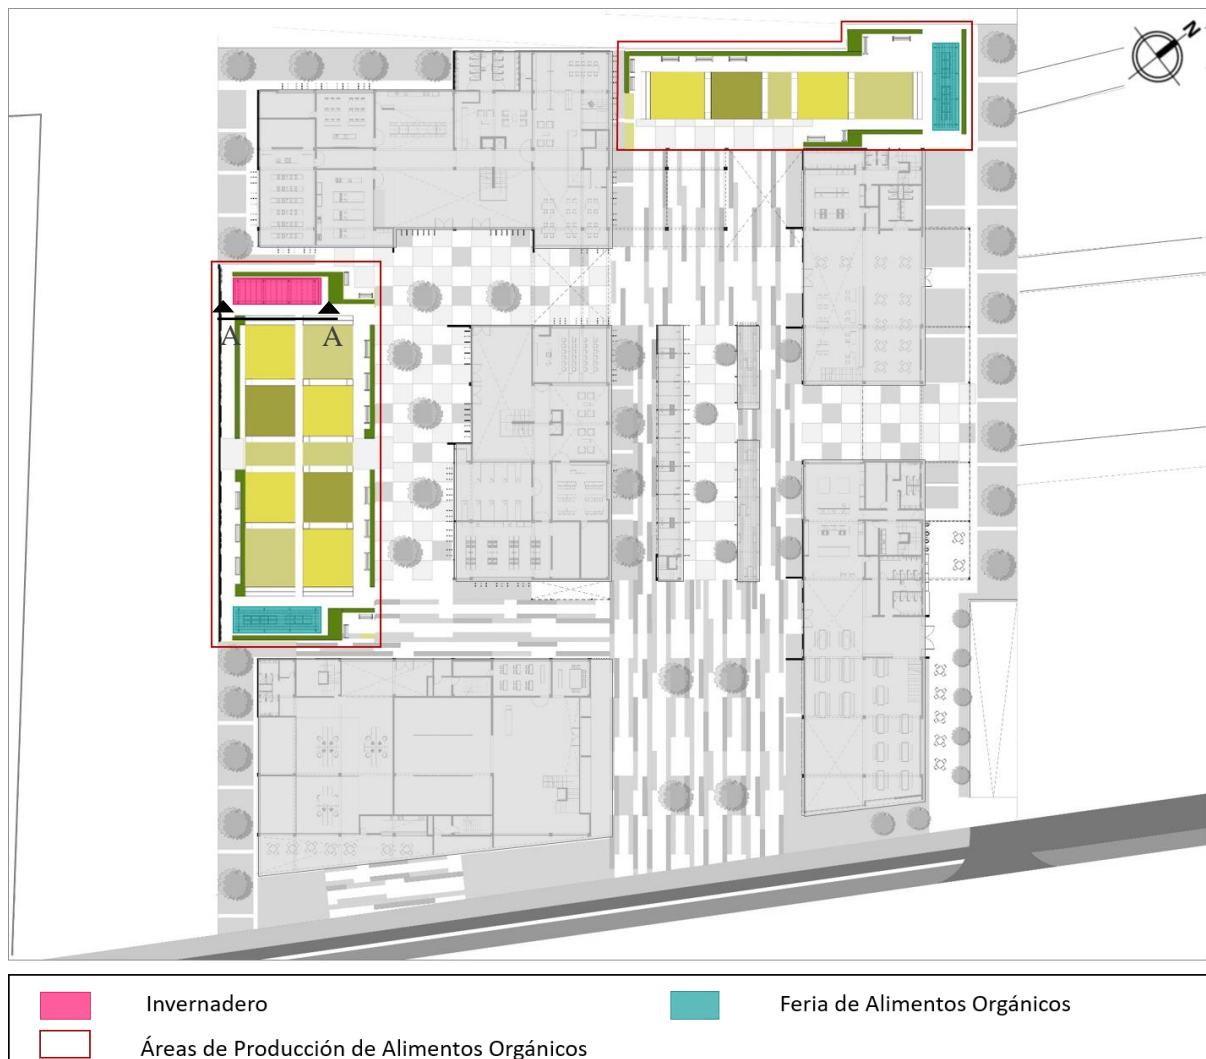 N
A A
Invernadero
Feria de Alimentos Orgánicos
Áreas de Producción de Alimentos Orgánicos